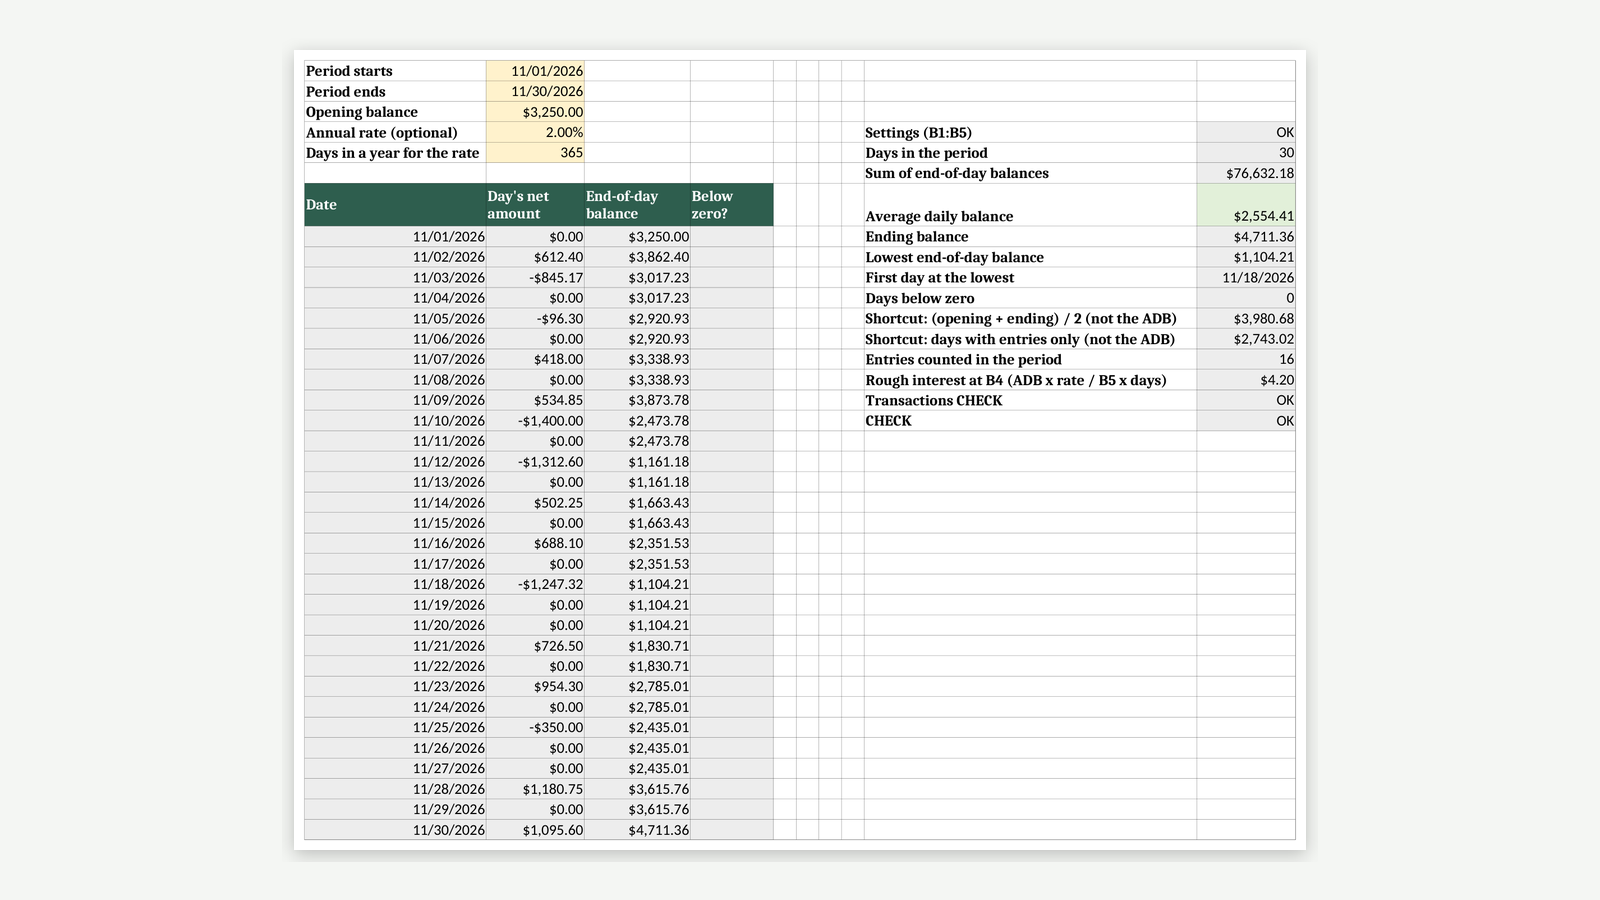 Period starts 11/01/2026
Period ends 11/30/2026
Opening balance $3,250.00
Annual rate (optional) 2.00% Settings (B1:B5) OK
Days in a year for the rate 365 Days in the period 30
Sum of end-of-day balances $76,632.18
Date Day's net amount End-of-day balance Below zero? Average daily balance $2,554.41
11/01/2026 $0.00 $3,250.00 Ending balance $4,711.36
11/02/2026 $612.40 $3,862.40 Lowest end-of-day balance $1,104.21
11/03/2026 -$845.17 $3,017.23 First day at the lowest 11/18/2026
11/04/2026 $0.00 $3,017.23 Days below zero 0
11/05/2026 -$96.30 $2,920.93 Shortcut: (opening + ending) / 2 (not the ADB) $3,980.68
11/06/2026 $0.00 $2,920.93 Shortcut: days with entries only (not the ADB) $2,743.02
11/07/2026 $418.00 $3,338.93 Entries counted in the period 16
11/08/2026 $0.00 $3,338.93 Rough interest at B4 (ADB x rate / B5 x days) $4.20
11/09/2026 $534.85 $3,873.78 Transactions CHECK OK
11/10/2026 -$1,400.00 $2,473.78 CHECK OK
11/11/2026 $0.00 $2,473.78
11/12/2026 -$1,312.60 $1,161.18
11/13/2026 $0.00 $1,161.18
11/14/2026 $502.25 $1,663.43
11/15/2026 $0.00 $1,663.43
11/16/2026 $688.10 $2,351.53
11/17/2026 $0.00 $2,351.53
11/18/2026 -$1,247.32 $1,104.21
11/19/2026 $0.00 $1,104.21
11/20/2026 $0.00 $1,104.21
11/21/2026 $726.50 $1,830.71
11/22/2026 $0.00 $1,830.71
11/23/2026 $954.30 $2,785.01
11/24/2026 $0.00 $2,785.01
11/25/2026 -$350.00 $2,435.01
11/26/2026 $0.00 $2,435.01
11/27/2026 $0.00 $2,435.01
11/28/2026 $1,180.75 $3,615.76
11/29/2026 $0.00 $3,615.76
11/30/2026 $1,095.60 $4,711.36